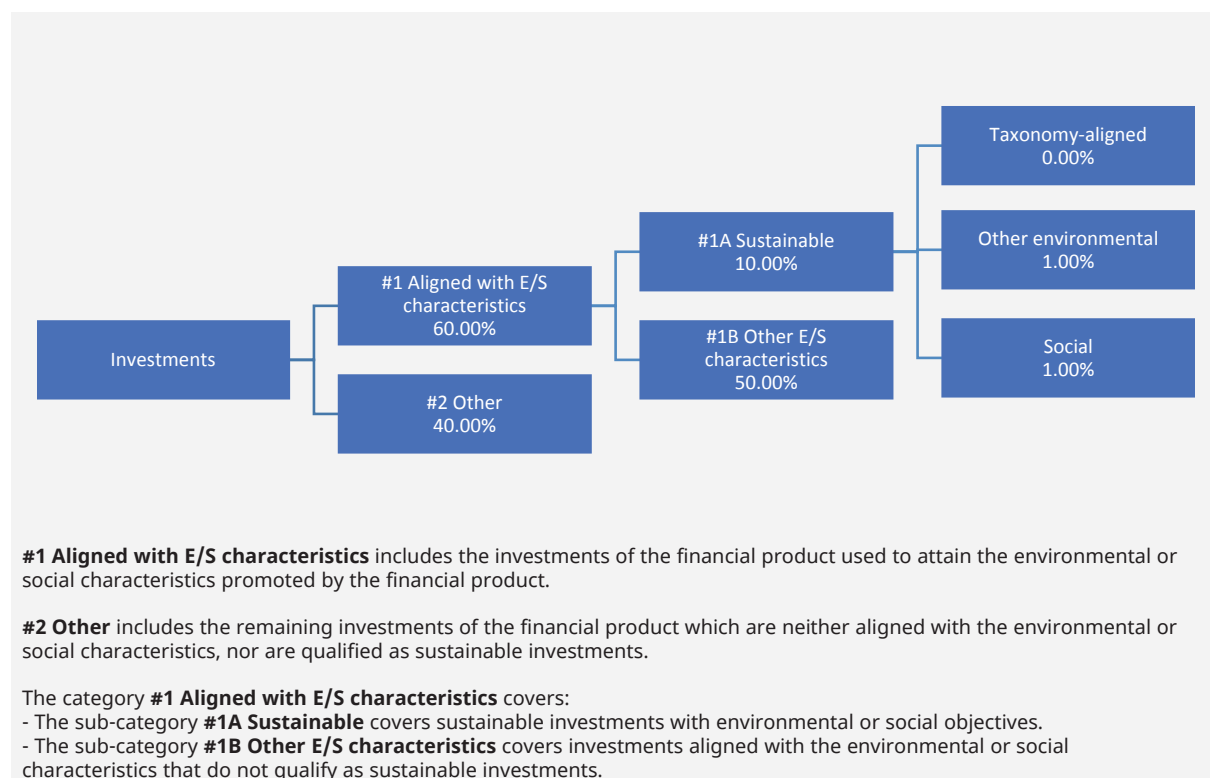 Investments
#1 Aligned with E/S
characteristics
60.00%
#2 Other
40.00%
#1A Sustainable
10.00%
#1B Other E/S
characteristics
50.00%
Taxonomy-aligned
0.00%
Other environmental
1.00%
Social
1.00%
#1 Aligned with E/S characteristics includes the investments of the financial product used to attain the environmental or
social characteristics promoted by the financial product.
#2 Other includes the remaining investments of the financial product which are neither aligned with the environmental or
social characteristics, nor are qualified as sustainable investments.
The category #1 Aligned with E/S characteristics covers:
- The sub-category #1A Sustainable covers sustainable investments with environmental or social objectives.
- The sub-category #1B Other E/S characteristics covers investments aligned with the environmental or social
characteristics that do not qualify as sustainable investments.